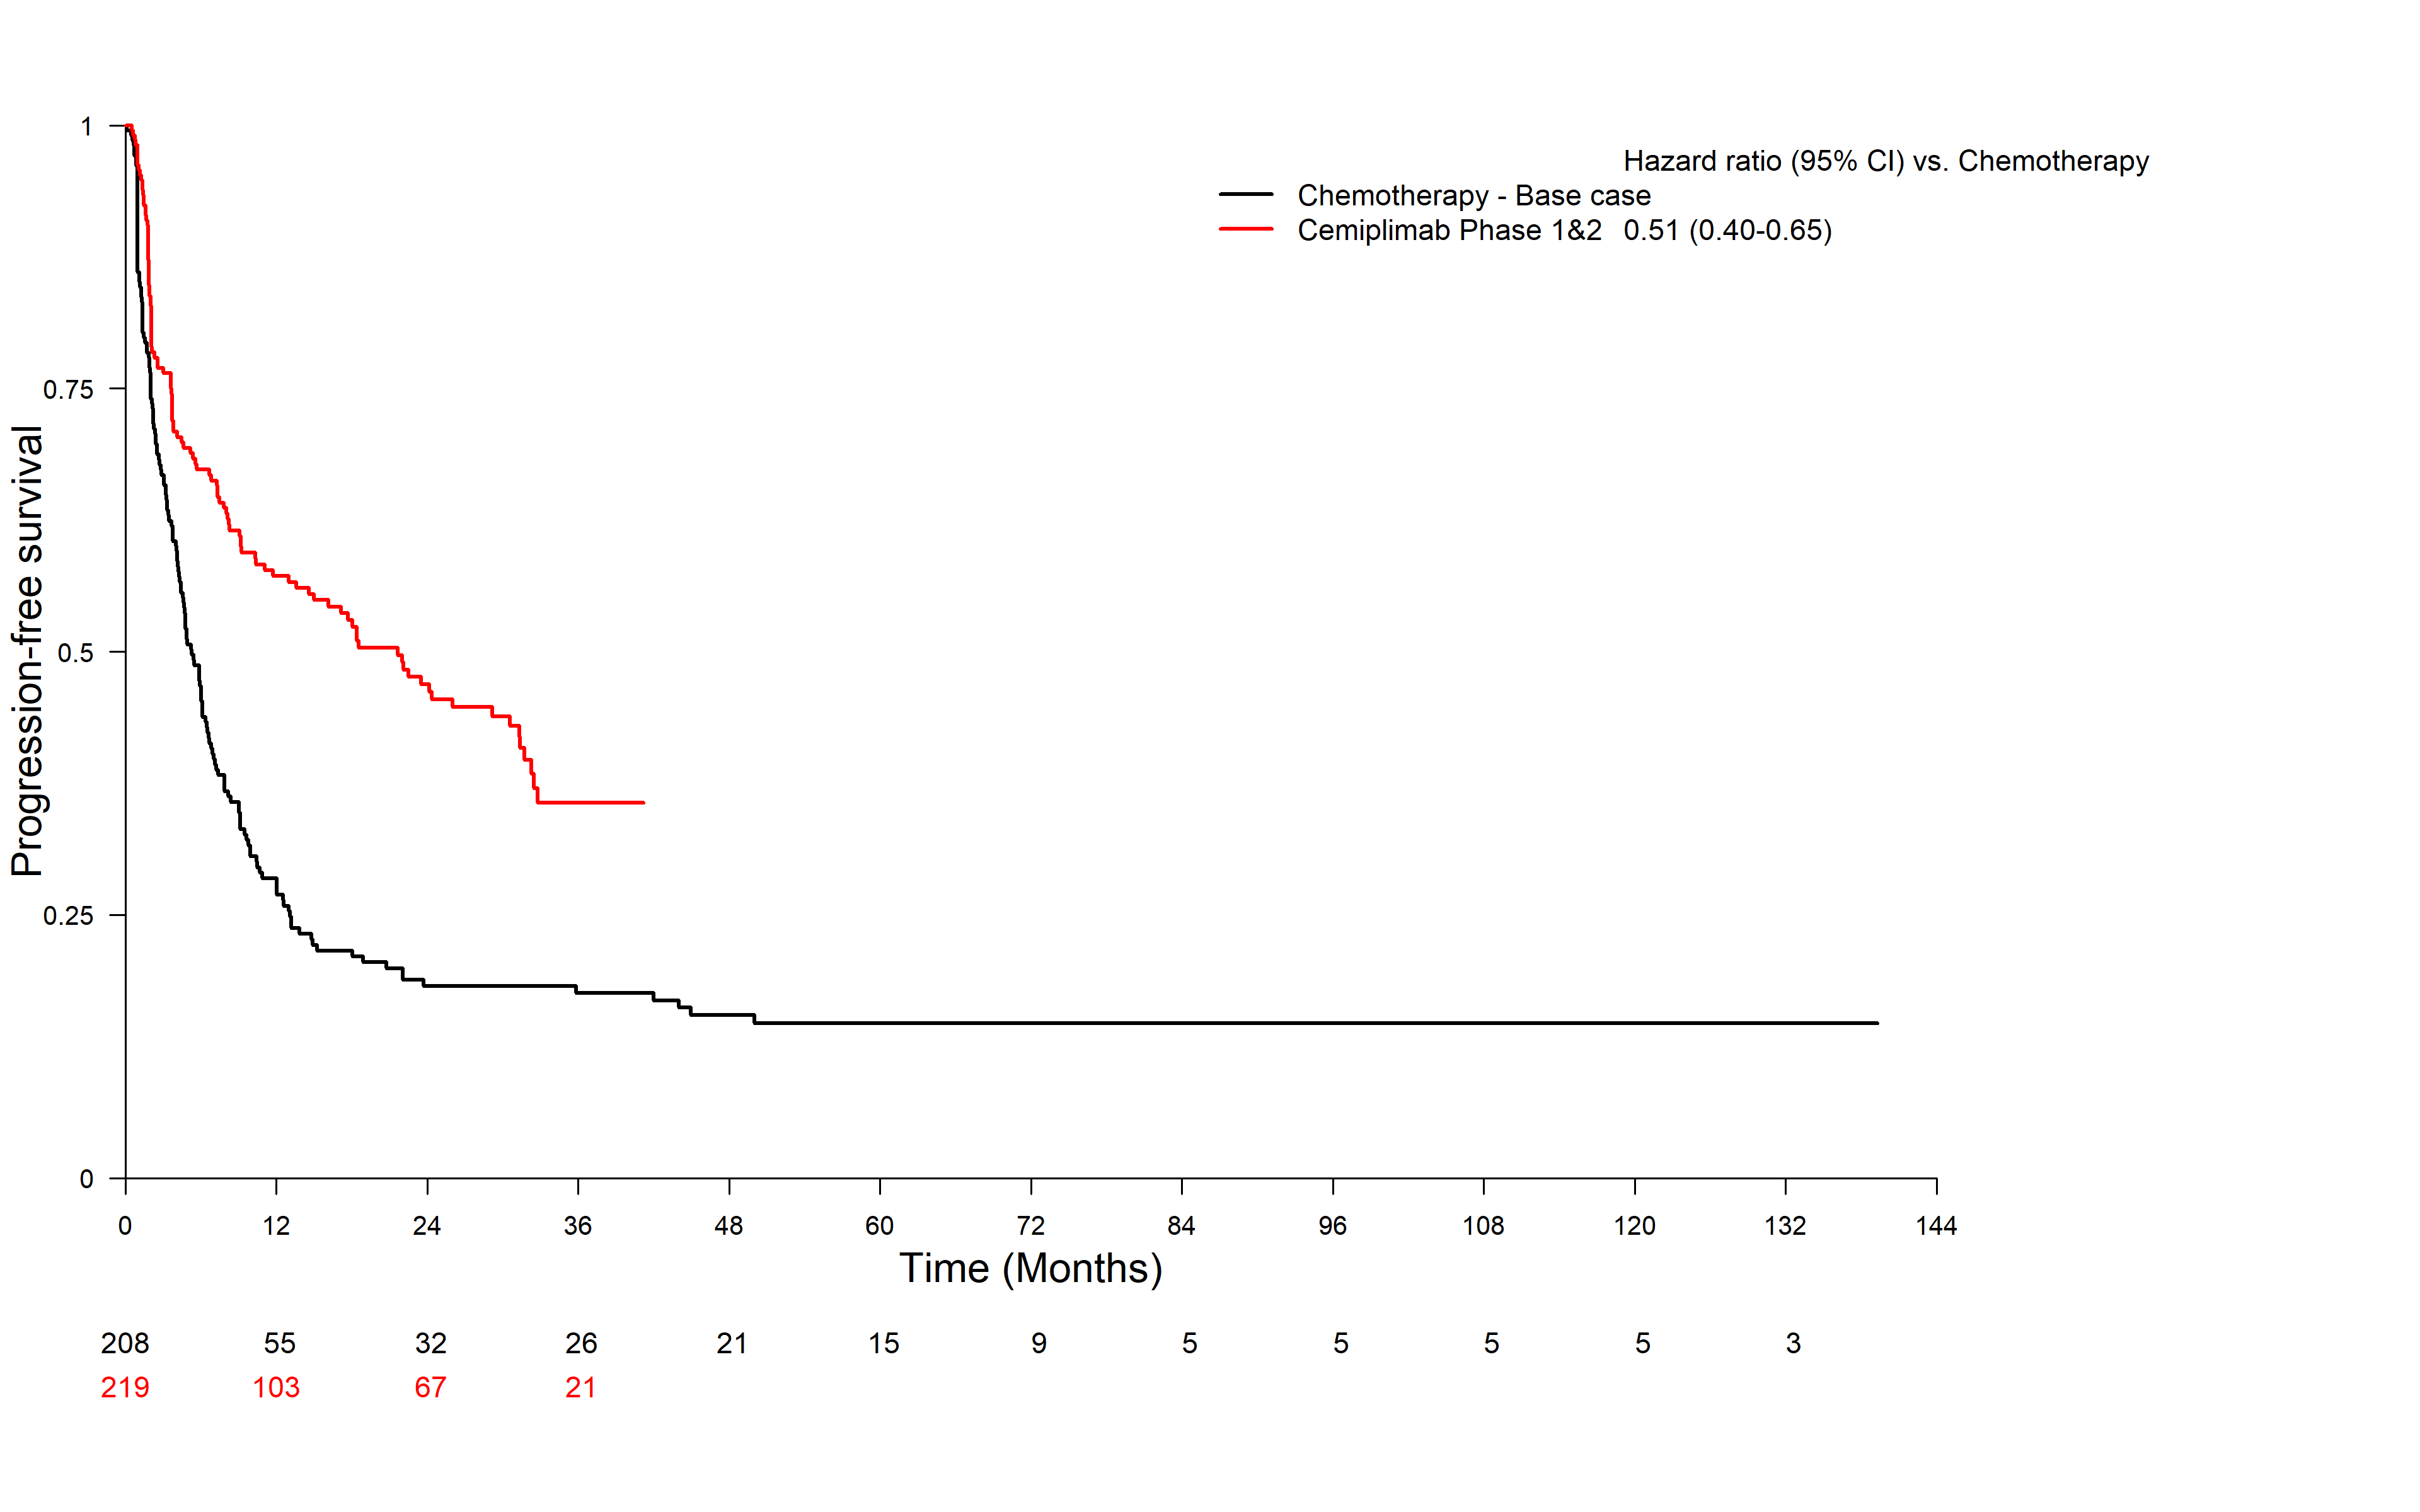 Hazard ratio (95% CI) vs. Chemotherapy
Chemotherapy - Base case
Cemiplimab Phase 1&2 0.51 (0.40-0.65)
Progression-free survival
1
0.75
0.5
0.25
0
0 12 24 36 48 60 72 84 96 108 120 132 144
Time (Months)
208 55 32 26 21 15 9 5 5 5 5 3
219 103 67 21